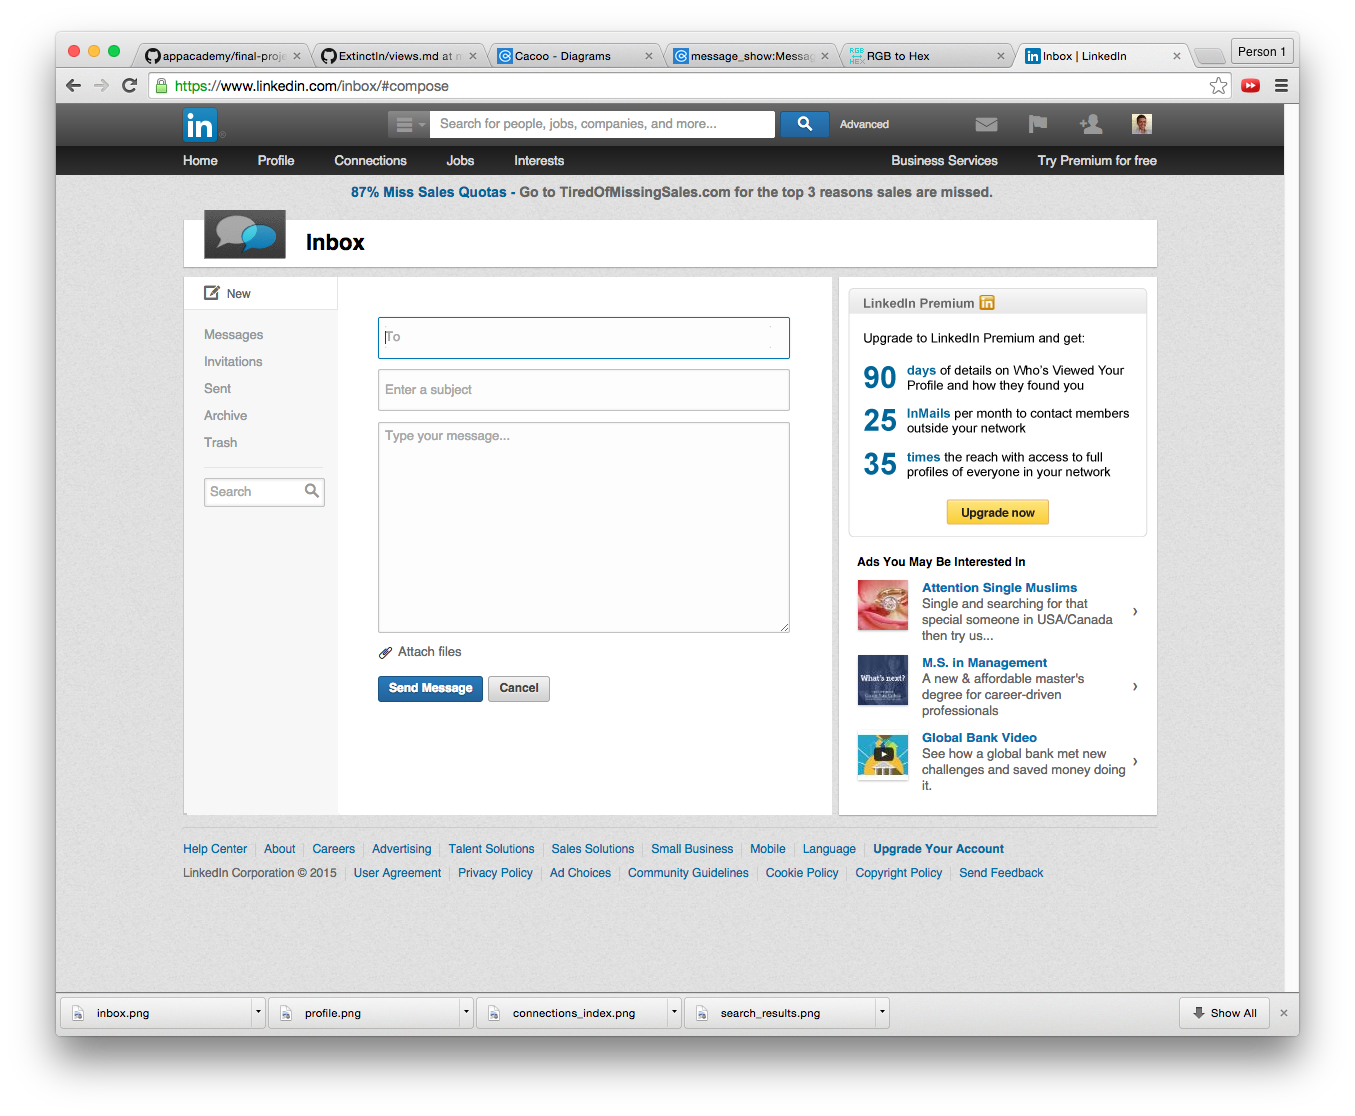 appacademy/final-proje
ExtinctIn/views.md at m
Cacoo - Diagrams
message_show:Messag
RGB to Hex
Inbox | LinkedIn
Person 1
https://www.linkedin.com/inbox/#compose
in
Search for people, jobs, companies, and more...
Advanced
Home
Profile
Connections
Jobs
Interests
Business Services
Try Premium for free
87% Miss Sales Quotas - Go to TiredOfMissingSales.com for the top 3 reasons sales are missed.
Inbox
New
Messages
Invitations
Sent
Archive
Trash
Search
To
Enter a subject
Type your message...
Attach files
Send Message
Cancel
LinkedIn Premium in
Upgrade to LinkedIn Premium and get:
90 days of details on Who's Viewed Your
Profile and how they found you
25 InMails per month to contact members
outside your network
35 times the reach with access to full
profiles of everyone in your network
Upgrade now
Ads You May Be Interested In
Attention Single Muslims
Single and searching for that
special someone in USA/Canada
then try us...
What's next?
M.S. in Management
A new & affordable master's
degree for career-driven
professionals
Global Bank Video
See how a global bank met new
challenges and saved money doing
it.
Help Center
About
Careers
Advertising
Talent Solutions
Sales Solutions
Small Business
Mobile
Language
Upgrade Your Account
LinkedIn Corporation © 2015
User Agreement
Privacy Policy
Ad Choices
Community Guidelines
Cookie Policy
Copyright Policy
Send Feedback
inbox.png
profile.png
connections_index.png
search_results.png
Show All